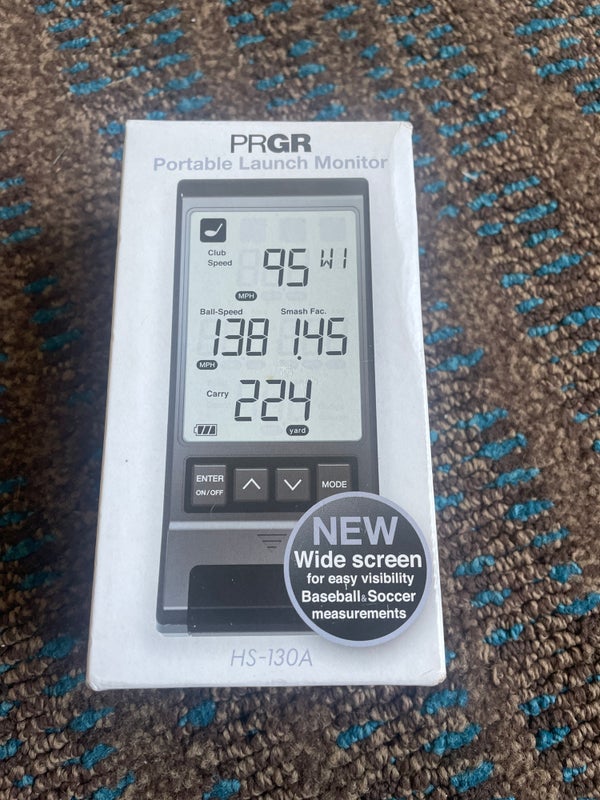 PRGR
Portable Launch Monitor
Club
Speed
95 W1
MPH
Ball-Speed Smash Fac.
138 1.45
MPH
Carry 224
yard
ENTER
ON/OFF
MODE
NEW
Wide screen
for easy visibility
Baseball&Soccer
measurements
HS-130A